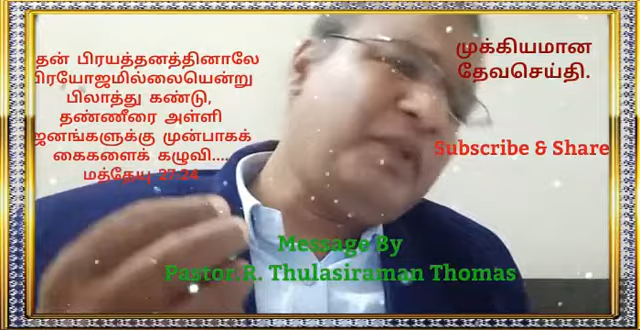 தன் பிரயத்தனத்தினாலே
பிரயோஜமில்லையென்று
பிலாத்து கண்டு,
தண்ணீரை அள்ளி
ஜனங்களுக்கு முன்பாகக்
கைகளைக் கழுவி....
மத்தேயு 27:24
முக்கியமான
தேவசெய்தி.
Subscribe & Share
Message By
Pastor.R. Thulasiraman Thomas